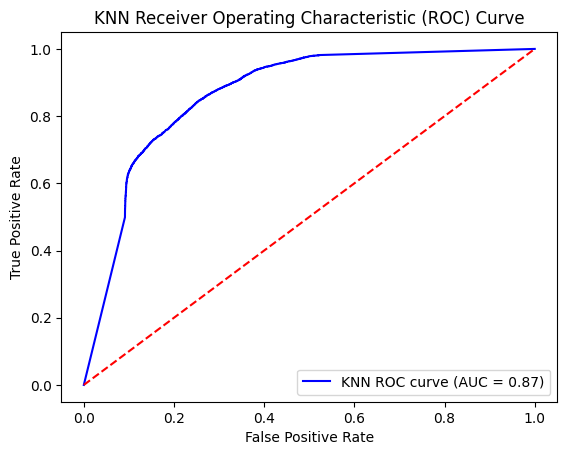 KNN Receiver Operating Characteristic (ROC) Curve
1.0
0.8
0.6
0.4
0.2
0.0
True Positive Rate
KNN ROC curve (AUC = 0.87)
0.0 0.2 0.4 0.6 0.8 1.0
False Positive Rate